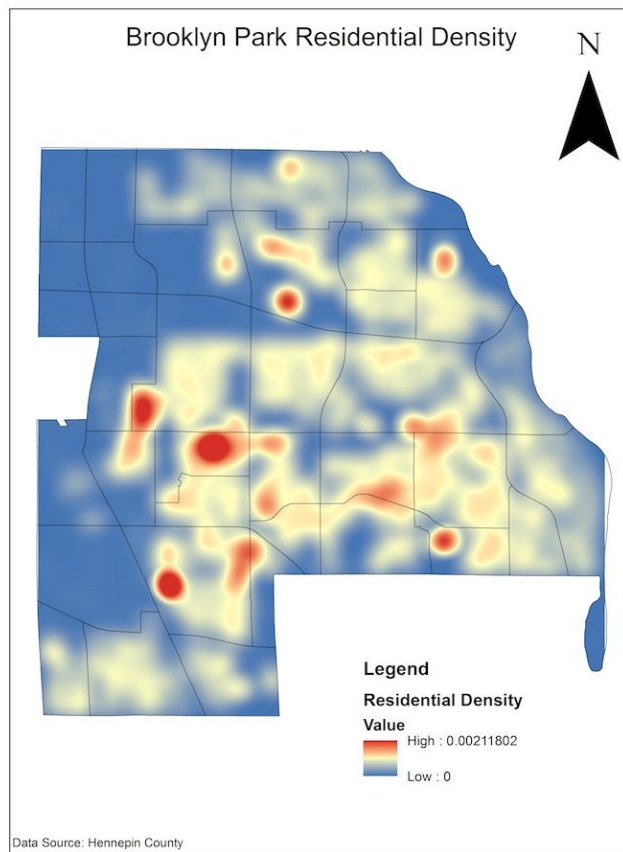 Brooklyn Park Residential Density
N
Legend
Residential Density
Value
High : 0.00211802
Low : 0
Data Source: Hennepin County